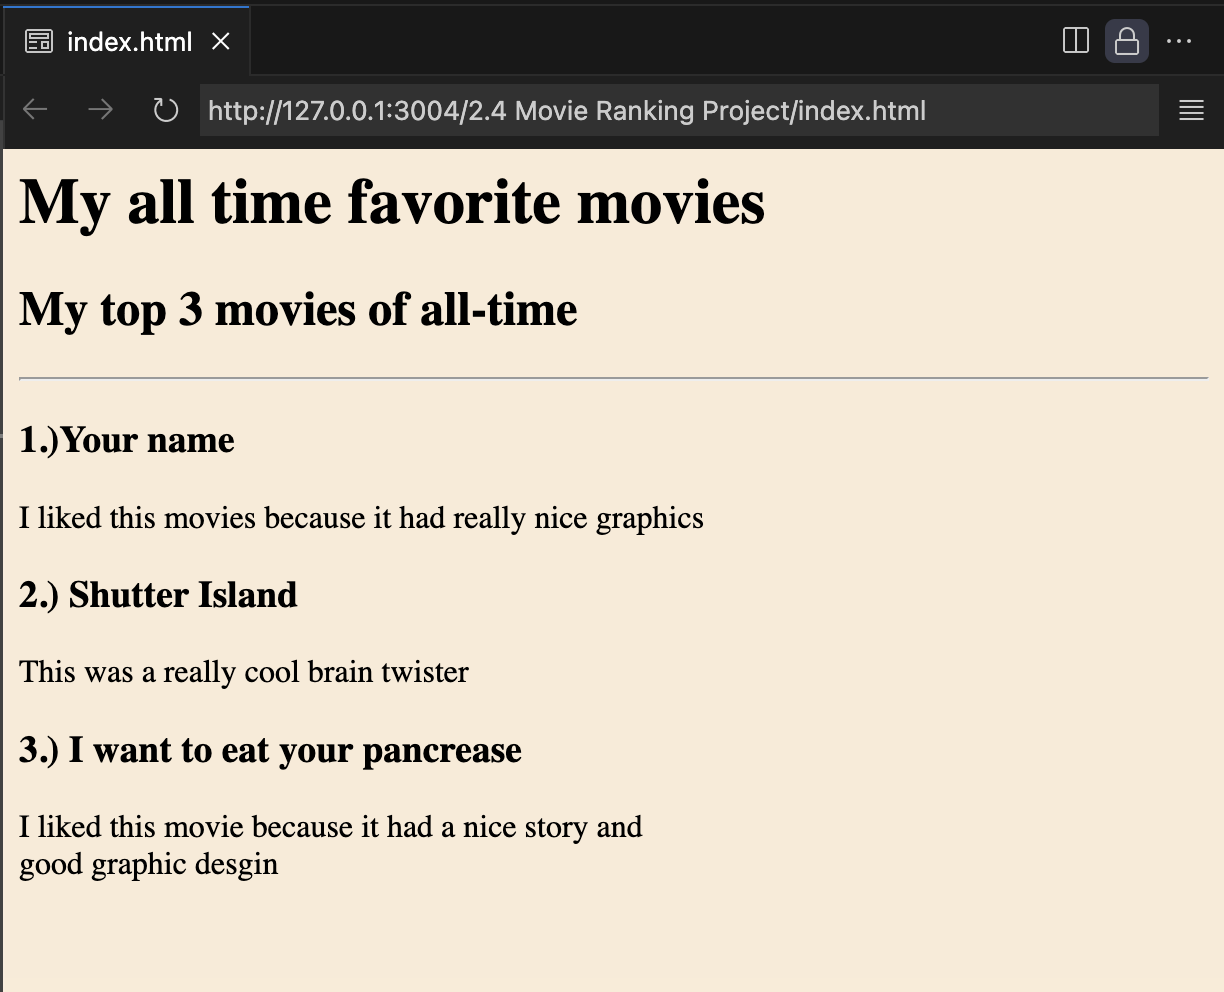 index.html
http://127.0.0.1:3004/2.4 Movie Ranking Project/index.html
My all time favorite movies
My top 3 movies of all-time
1.)Your name
I liked this movies because it had really nice graphics
2.) Shutter Island
This was a really cool brain twister
3.) I want to eat your pancrease
I liked this movie because it had a nice story and
good graphic desgin